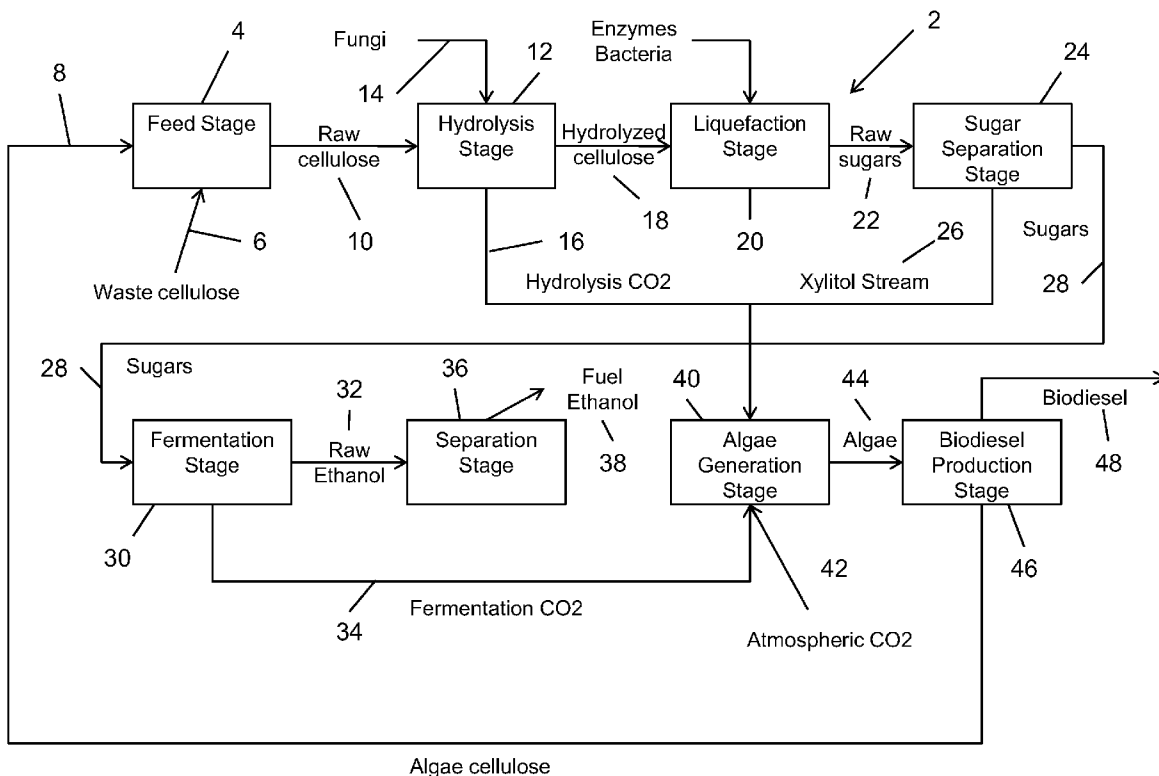 4
Fungi
12
Enzymes
Bacteria
2
24
8
14
Feed Stage
Raw
cellulose
Hydrolysis
Stage
Hydrolyzed
cellulose
Liquefaction
Stage
Raw
sugars
Sugar
Separation
Stage
6
10
16
18
20
22
26
Sugars
28
Waste cellulose
Hydrolysis CO2
Xylitol Stream
28
Sugars
32
36
Fuel
Ethanol
38
40
44
Biodiesel
48
Fermentation
Stage
Raw
Ethanol
Separation
Stage
Algae
Generation
Stage
Algae
Biodiesel
Production
Stage
30
34
Fermentation CO2
42
46
Atmospheric CO2
Algae cellulose